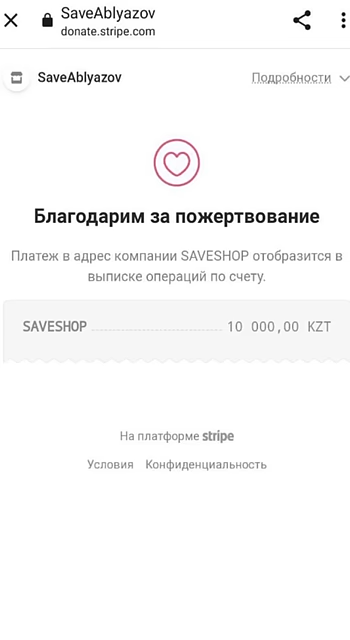 SaveAblyazov
donate.stripe.com
SaveAblyazov
Подробности
Благодарим за пожертвование
Платеж в адрес компании SAVESHOP отобразится в
выписке операций по счету.
SAVESHOP 10 000,00 KZT
На платформе stripe
Условия Конфиденциальность